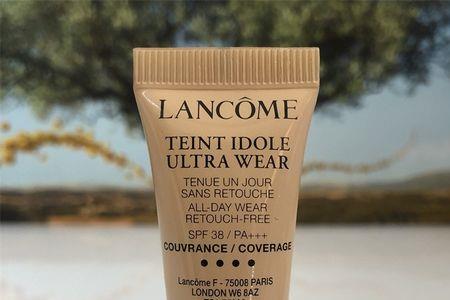 LANCÔME
TEINT IDOLE
ULTRA WEAR
TENUE UN JOUR
SANS RETOUCHE
ALL-DAY WEAR
RETOUCH-FREE
SPF 38 / PA+++
COUVRANCE / COVERAGE
Lancôme F - 75008 PARIS
LONDON W6 8AZ